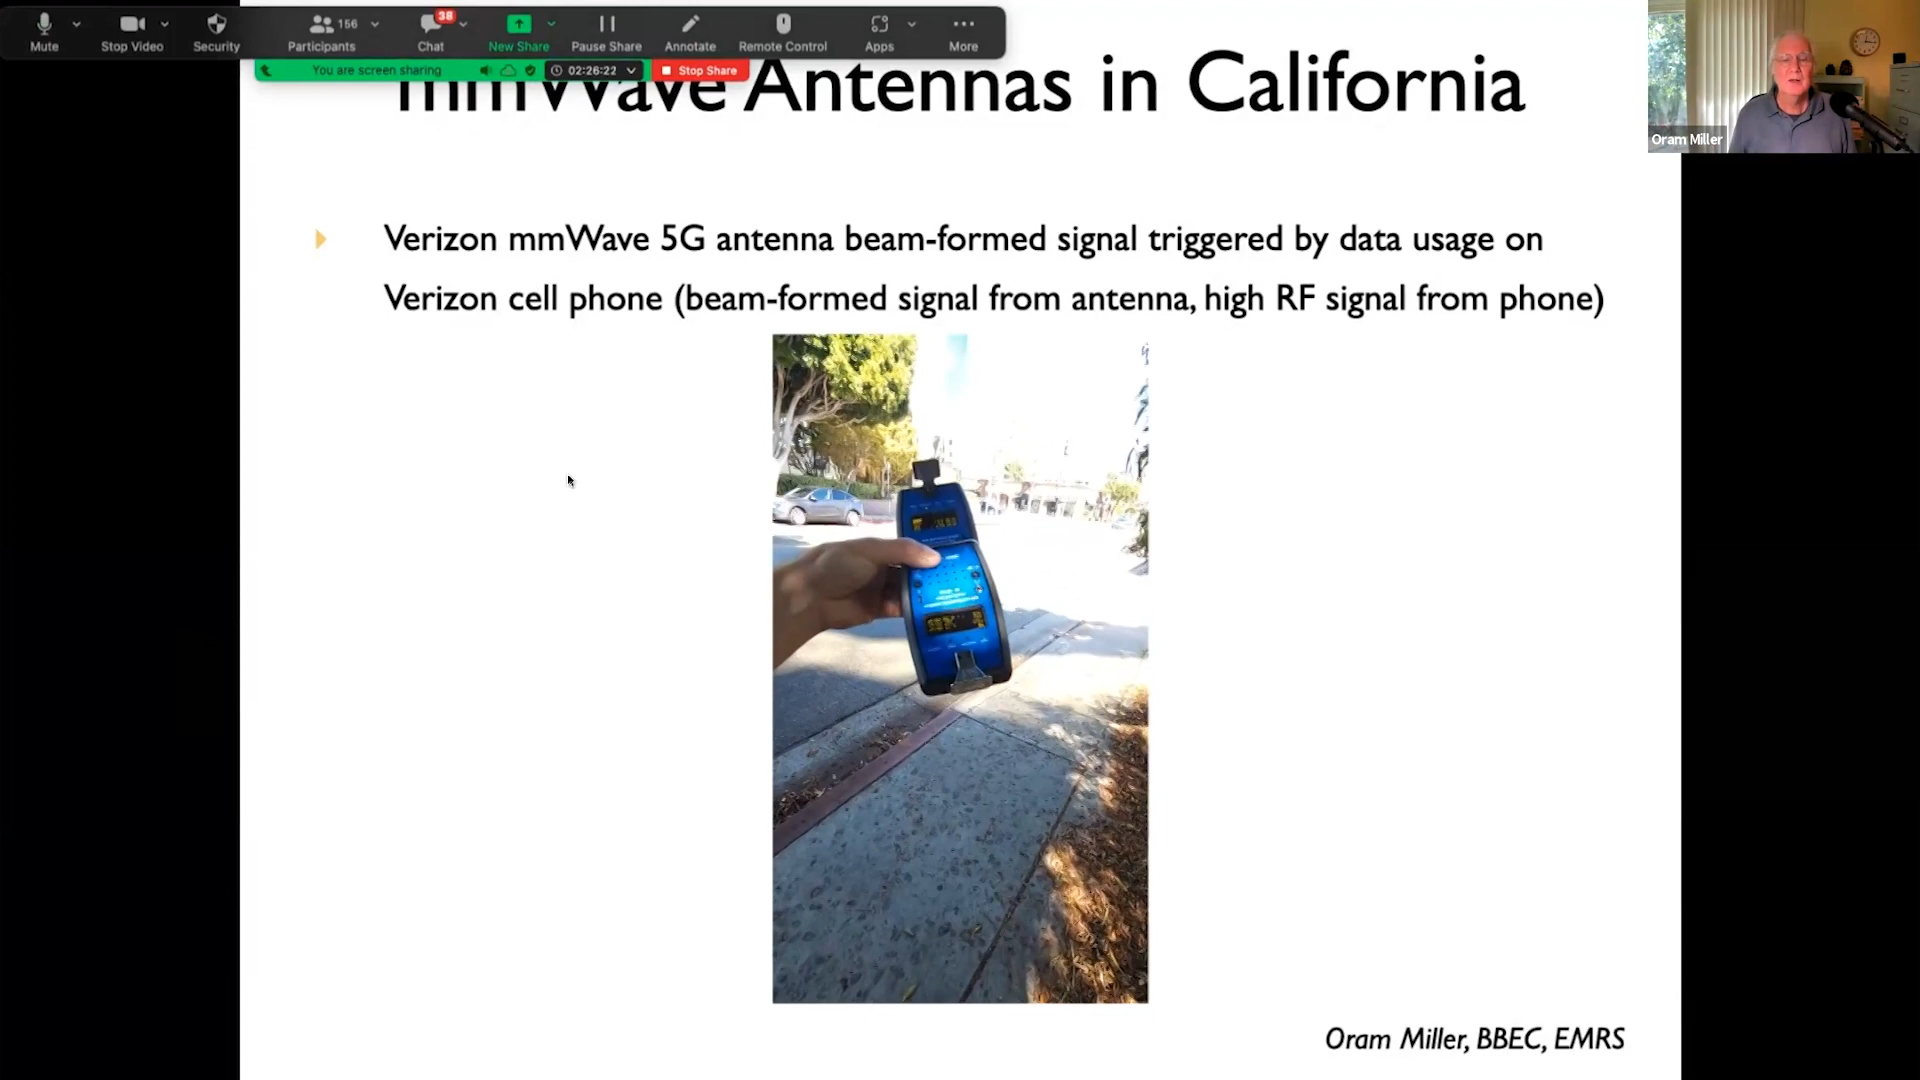 Mute
Stop Video
Security
156
Participants
38
Chat
New Share
Pause Share
Annotate
Remote Control
Apps
More
You are screen sharing
02:26:22
Stop Share
mmWave Antennas in California
Oram Miller
Verizon mmWave 5G antenna beam-formed signal triggered by data usage on
Verizon cell phone (beam-formed signal from antenna, high RF signal from phone)
Oram Miller, BBEC, EMRS